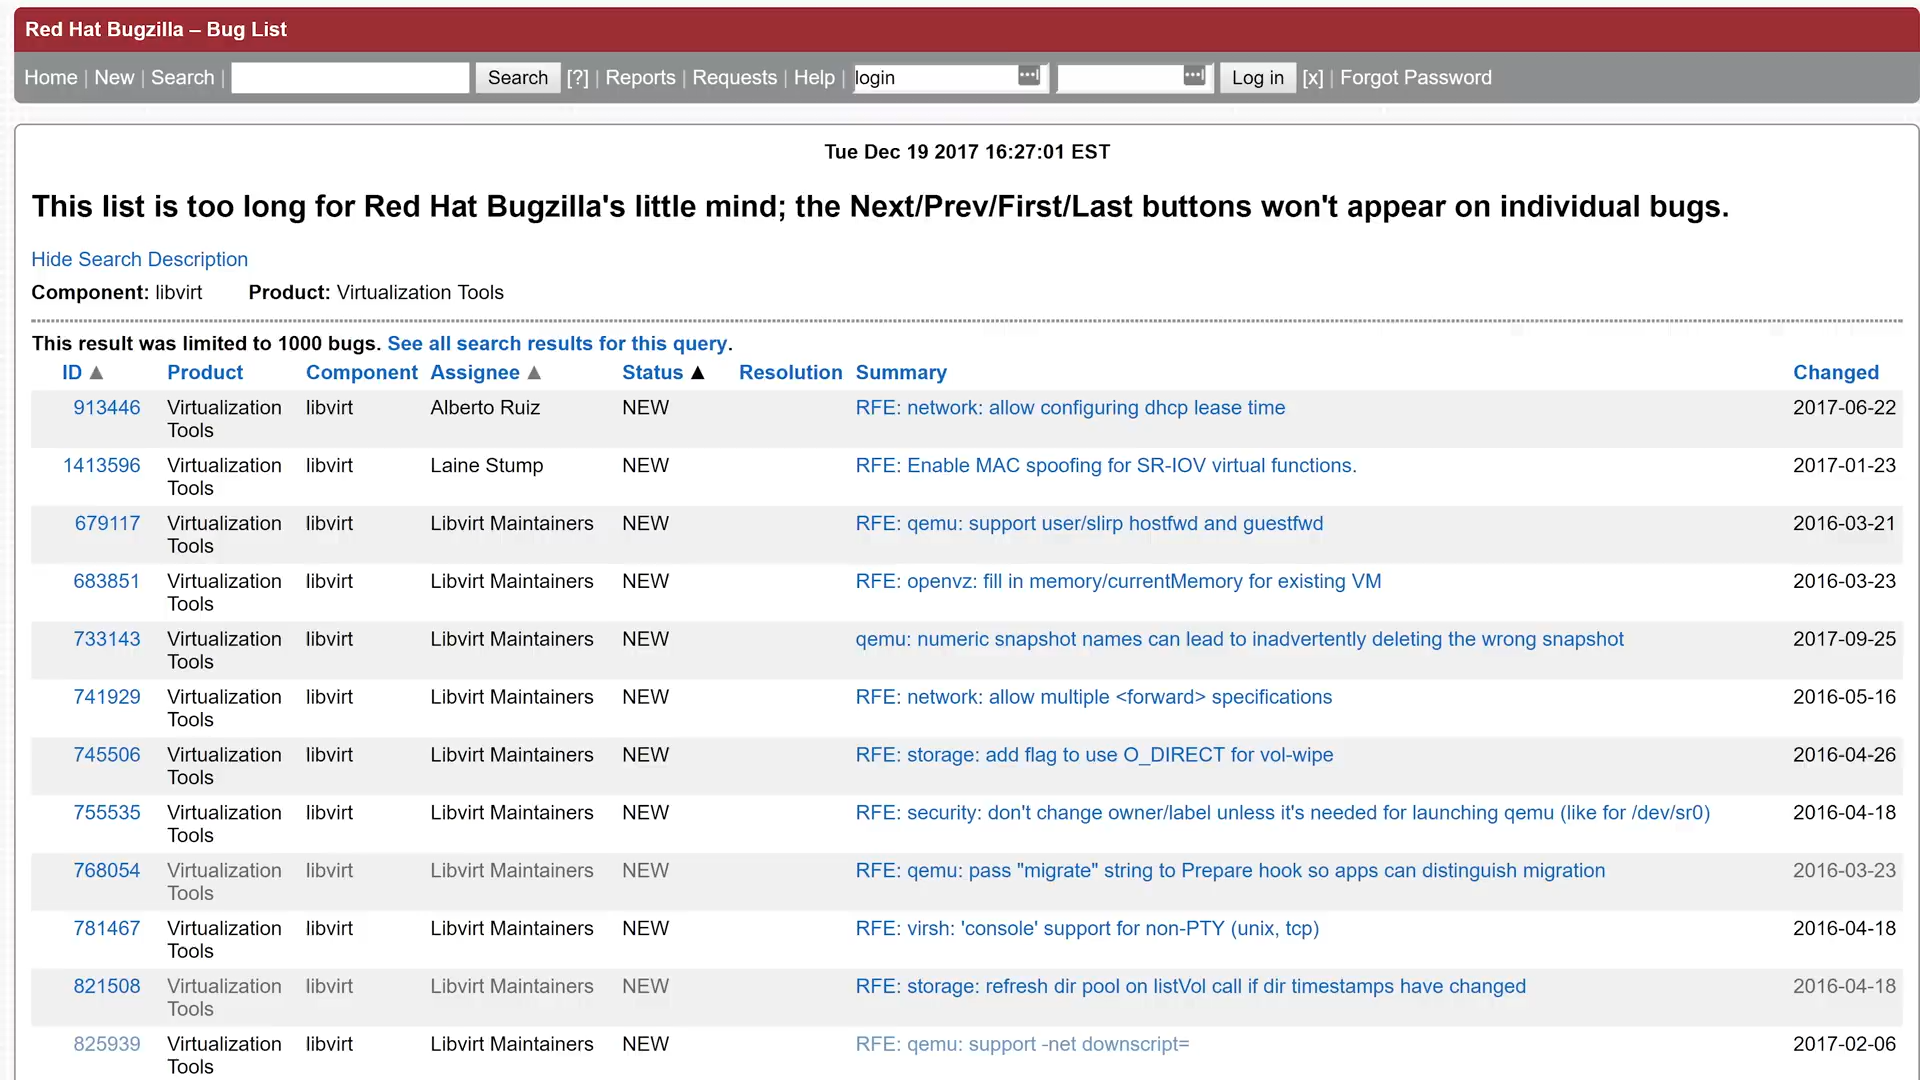 Red Hat Bugzilla – Bug List
Home | New | Search | Search [?] | Reports | Requests | Help | login Log in [x] | Forgot Password
Tue Dec 19 2017 16:27:01 EST
This list is too long for Red Hat Bugzilla's little mind; the Next/Prev/First/Last buttons won't appear on individual bugs.
Hide Search Description
Component: libvirt Product: Virtualization Tools
This result was limited to 1000 bugs. See all search results for this query.
ID ▲ Product Component Assignee ▲ Status ▲ Resolution Summary Changed
913446 Virtualization libvirt Alberto Ruiz NEW RFE: network: allow configuring dhcp lease time 2017-06-22
Tools
1413596 Virtualization libvirt Laine Stump NEW RFE: Enable MAC spoofing for SR-IOV virtual functions. 2017-01-23
Tools
679117 Virtualization libvirt Libvirt Maintainers NEW RFE: qemu: support user/slirp hostfwd and guestfwd 2016-03-21
Tools
683851 Virtualization libvirt Libvirt Maintainers NEW RFE: openvz: fill in memory/currentMemory for existing VM 2016-03-23
Tools
733143 Virtualization libvirt Libvirt Maintainers NEW qemu: numeric snapshot names can lead to inadvertently deleting the wrong snapshot 2017-09-25
Tools
741929 Virtualization libvirt Libvirt Maintainers NEW RFE: network: allow multiple <forward> specifications 2016-05-16
Tools
745506 Virtualization libvirt Libvirt Maintainers NEW RFE: storage: add flag to use O_DIRECT for vol-wipe 2016-04-26
Tools
755535 Virtualization libvirt Libvirt Maintainers NEW RFE: security: don't change owner/label unless it's needed for launching qemu (like for /dev/sr0) 2016-04-18
Tools
768054 Virtualization libvirt Libvirt Maintainers NEW RFE: qemu: pass "migrate" string to Prepare hook so apps can distinguish migration 2016-03-23
Tools
781467 Virtualization libvirt Libvirt Maintainers NEW RFE: virsh: 'console' support for non-PTY (unix, tcp) 2016-04-18
Tools
821508 Virtualization libvirt Libvirt Maintainers NEW RFE: storage: refresh dir pool on listVol call if dir timestamps have changed 2016-04-18
Tools
825939 Virtualization libvirt Libvirt Maintainers NEW RFE: qemu: support -net downscript= 2017-02-06
Tools